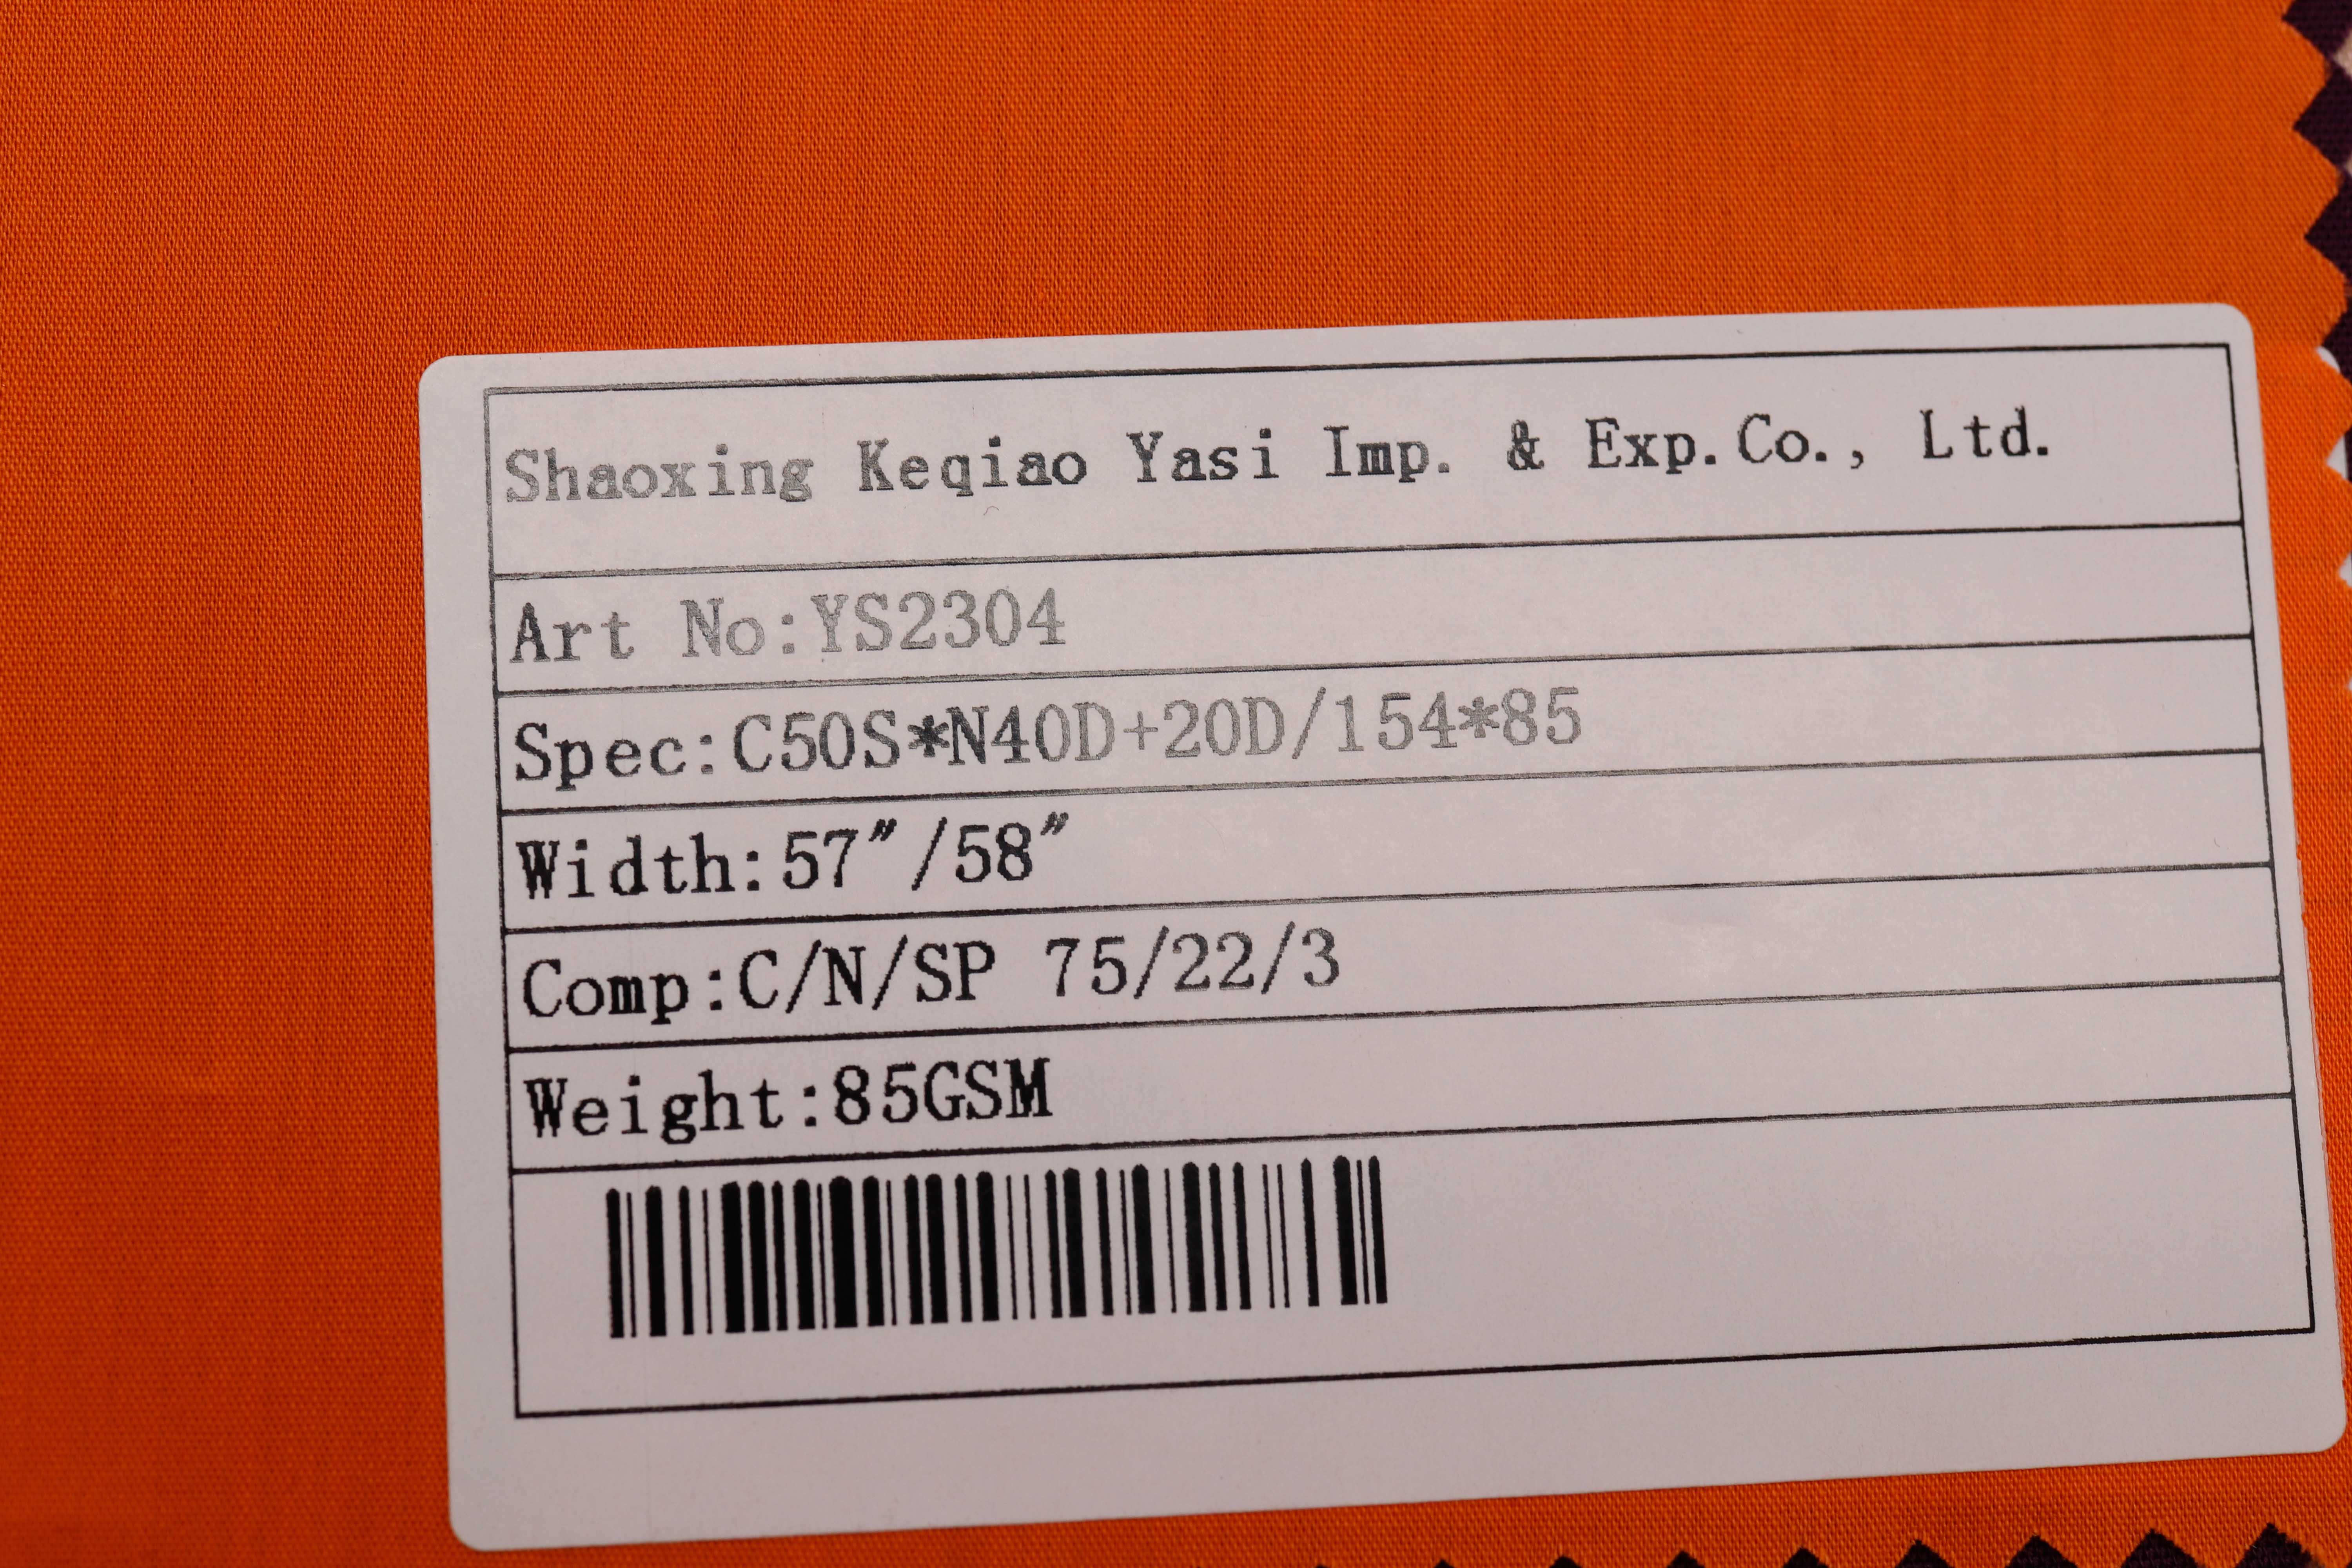 Shaoxing Keqiao Yasi Imp. & Exp.Co., Ltd.
Art No:YS2304
Spec:C50S*N40D+20D/154*85
Width:57"/58"
Comp:C/N/SP 75/22/3
Weight:85GSM